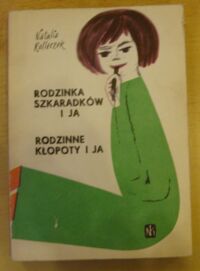 Natalia
Rolleczek
RODZINKA
SZKARADKÓW
I JA
RODZINNE
KŁOPOTY I JA